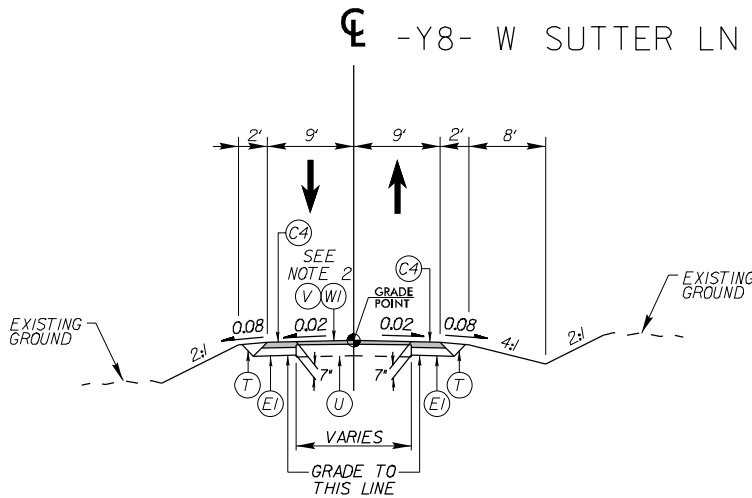 ℄ -Y8- W SUTTER LN
2' 9' 9' 2' 8'
C4
SEE
NOTE 2
V W1
C4
GRADE
POINT
EXISTING
GROUND
EXISTING
GROUND
0.08 0.02 0.02 0.08
2:1 4:1 2:1
T E1 7" U 7" E1 T
VARIES
GRADE TO
THIS LINE